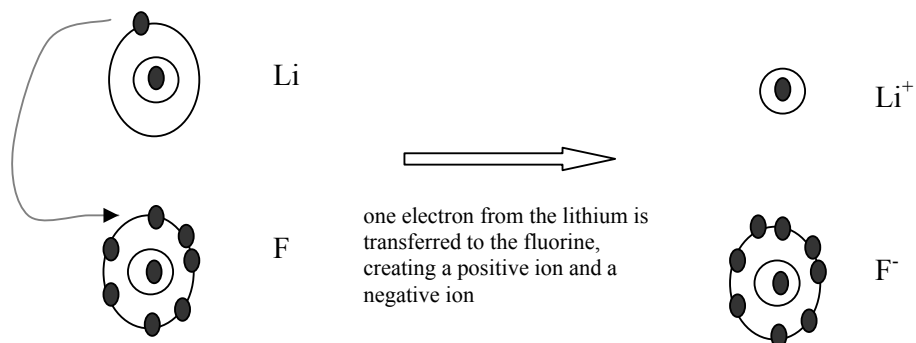 Li
Li+
F
one electron from the lithium is
transferred to the fluorine,
creating a positive ion and a
negative ion
F-